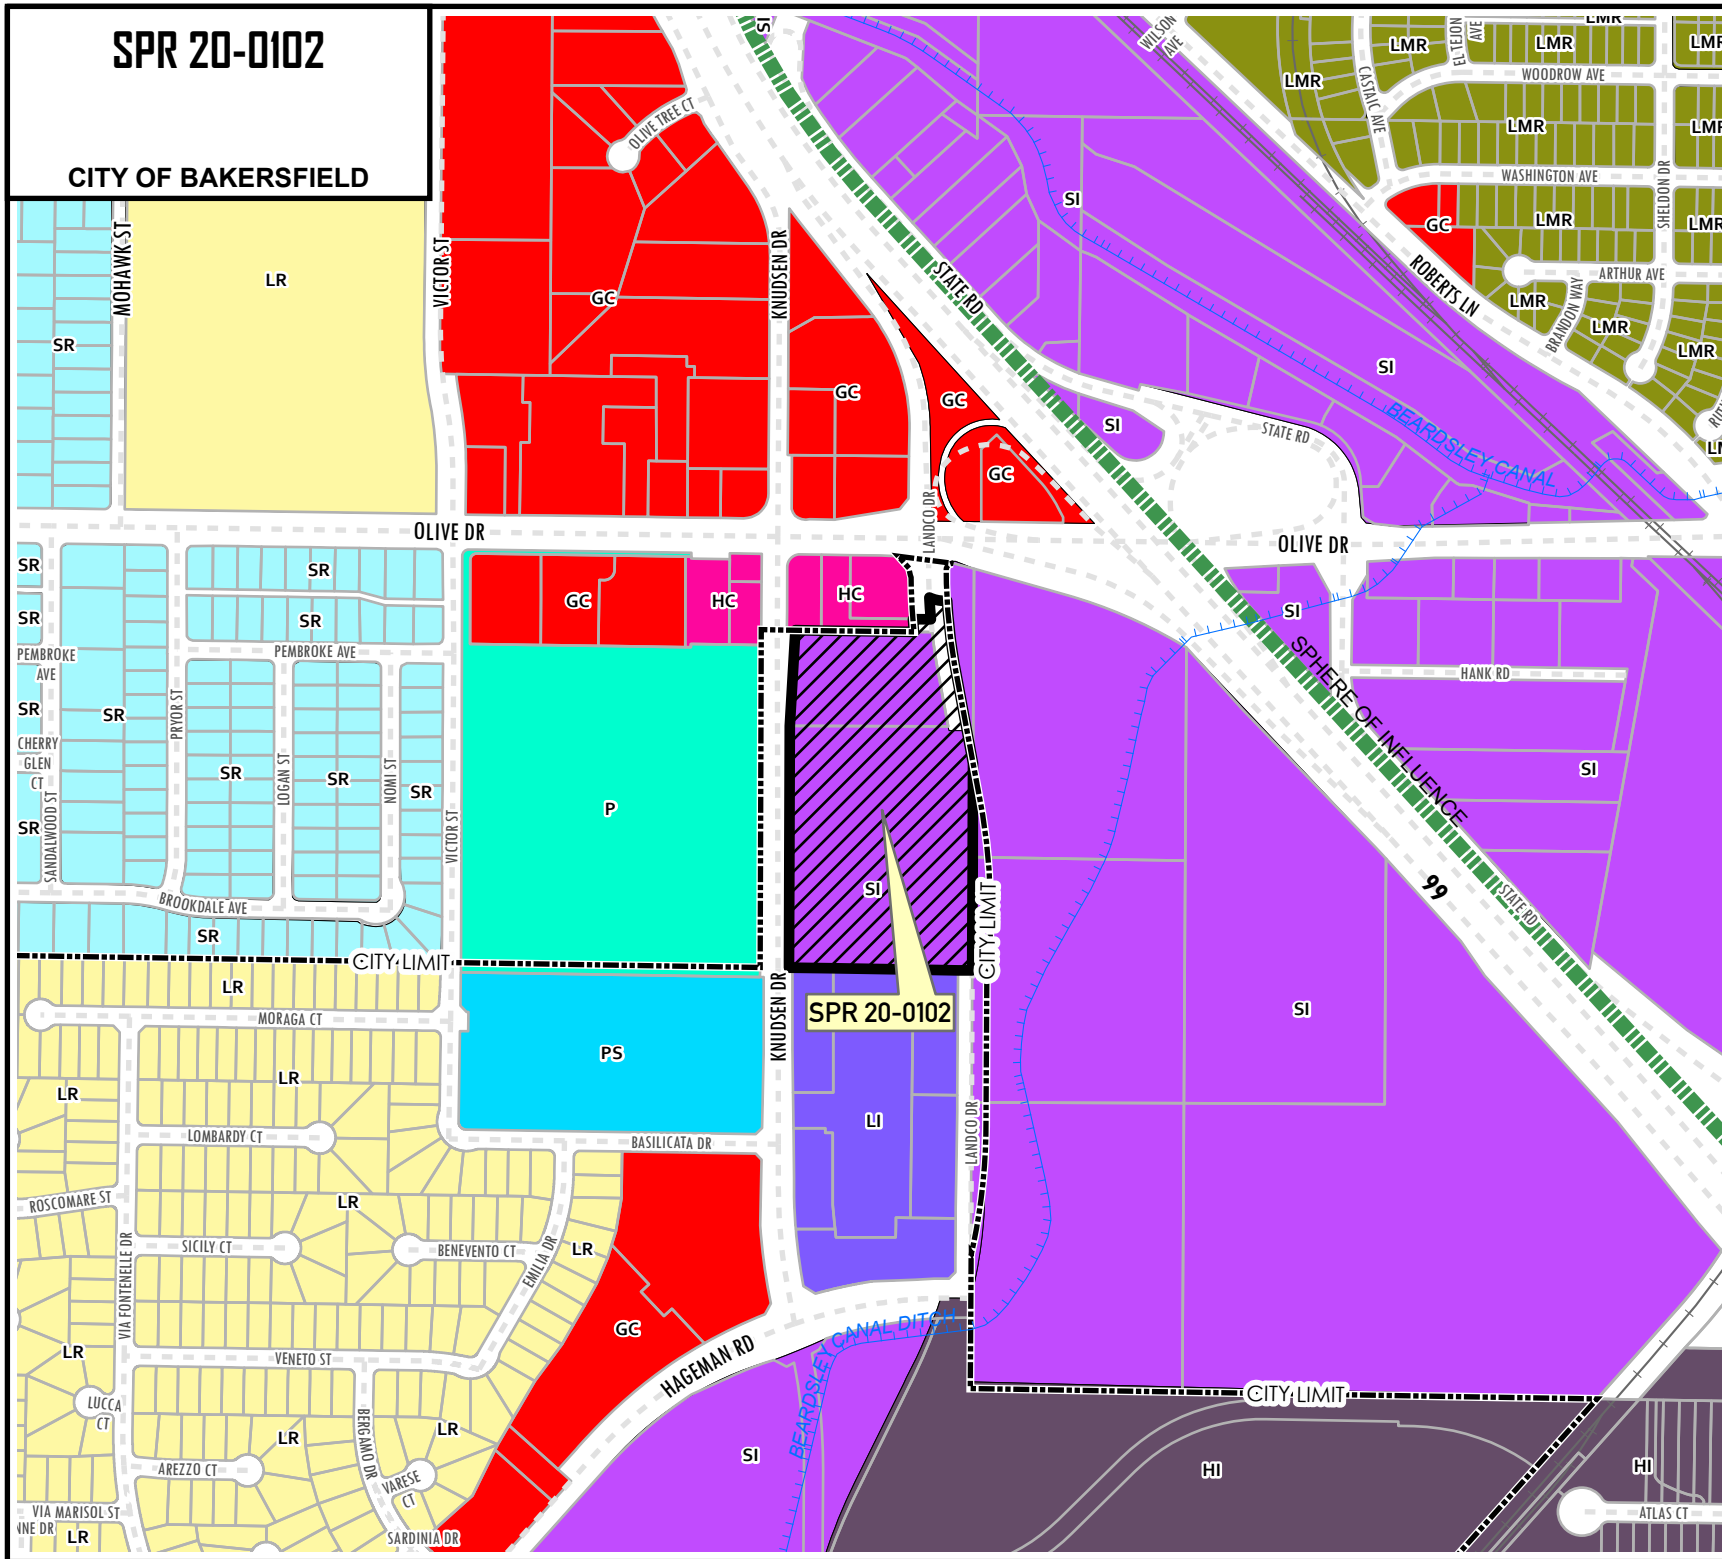 SPR 20-0102
CITY OF BAKERSFIELD
SI
WILSON
AVE
LMR
EL TEJON
AVE
LMR
LMR
LMR
LMR
CASTAIC AVE
WOODROW AVE
OLIVE TREE CT
LMR
WASHINGTON AVE
SHELDON DR
MOHAWK ST
VICTOR ST
KNUDSEN DR
SI
GC
LMR
LMR
LR
GC
STATE RD
ROBERTS LN
ARTHUR AVE
LMR
BRANDON WAY
LMR
LMR
SR
SI
GC
GC
SI
STATE RD
BEARDSLEY CANAL
GC
LANDCO DR
OLIVE DR
OLIVE DR
SR
SR
GC
HC
HC
SI
SR
SR
PEMBROKE
AVE
PEMBROKE AVE
HANK RD
SPHERE OF INFLUENCE
SR
SR
PRYOR ST
CHERRY
GLEN
CT
SR
LOGAN ST
SR
NOMI ST
SR
SI
P
SR
SANDALWOOD ST
VICTOR ST
SI
99
STATE RD
BROOKDALE AVE
SR
CITY LIMIT
CITY LIMIT
LR
KNUDSEN DR
SPR 20-0102
SI
MORAGA CT
PS
LR
LR
LI
LANDCO DR
LOMBARDY CT
BASILICATA DR
ROSCOMARE ST
LR
VIA FONTENELLE DR
SICILY CT
BENEVENTO CT
EMILIA DR
LR
GC
BEARDSLEY CANAL DITCH
LR
VENETO ST
HAGEMAN RD
CITY LIMIT
LUCCA
CT
BERGAMO DR
LR
LR
SI
HI
HI
AREZZO CT
VARESE
CT
VIA MARISOL ST
ATLAS CT
LR
SARDINIA DR